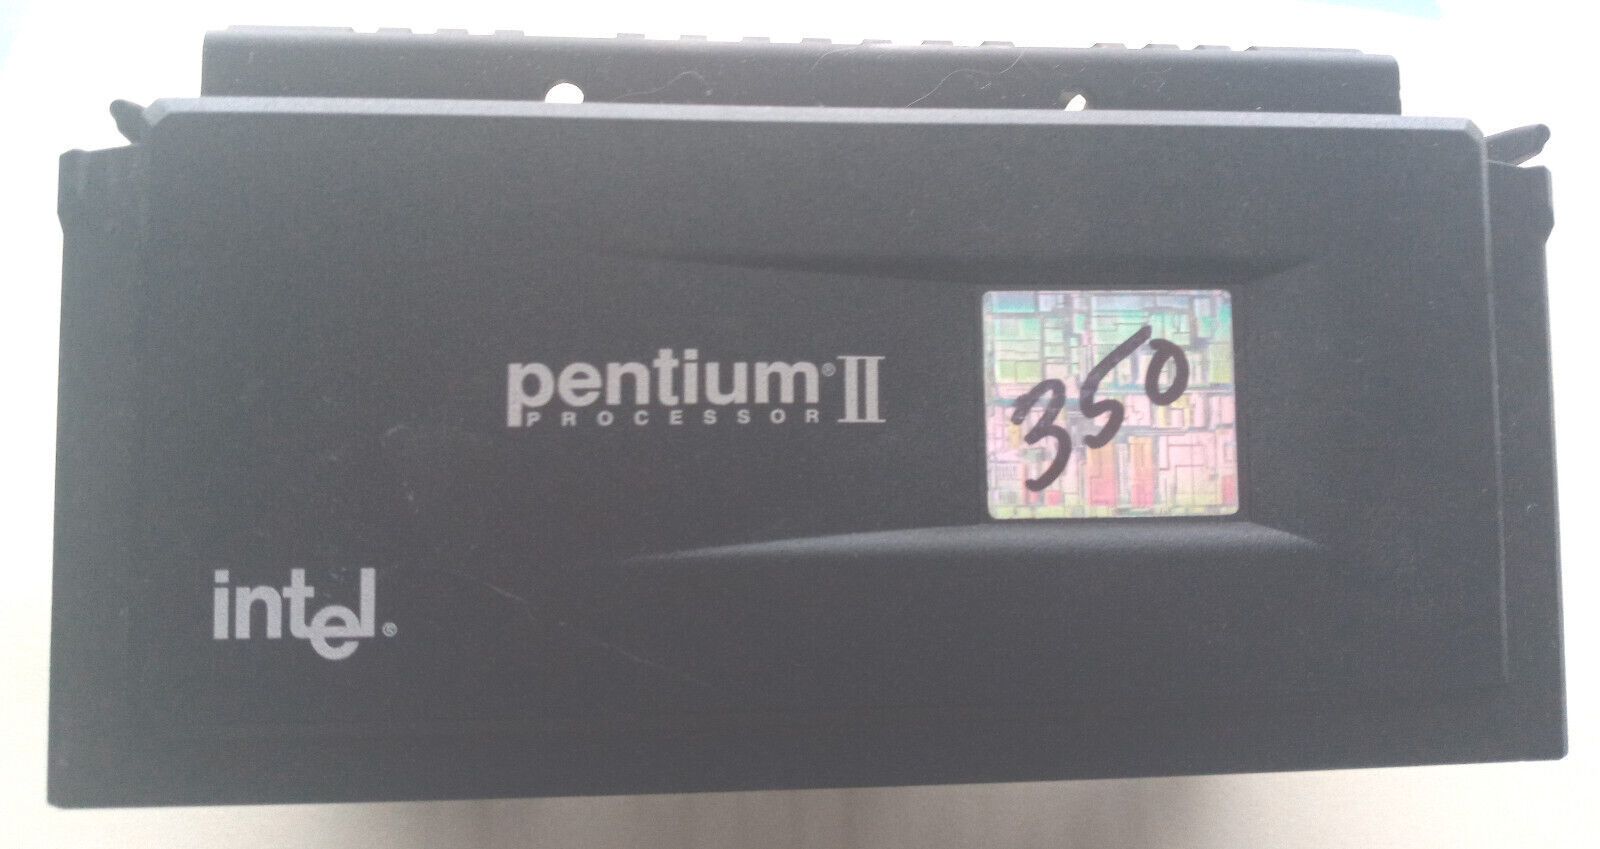 pentium® II
PROCESSOR
350
intel®